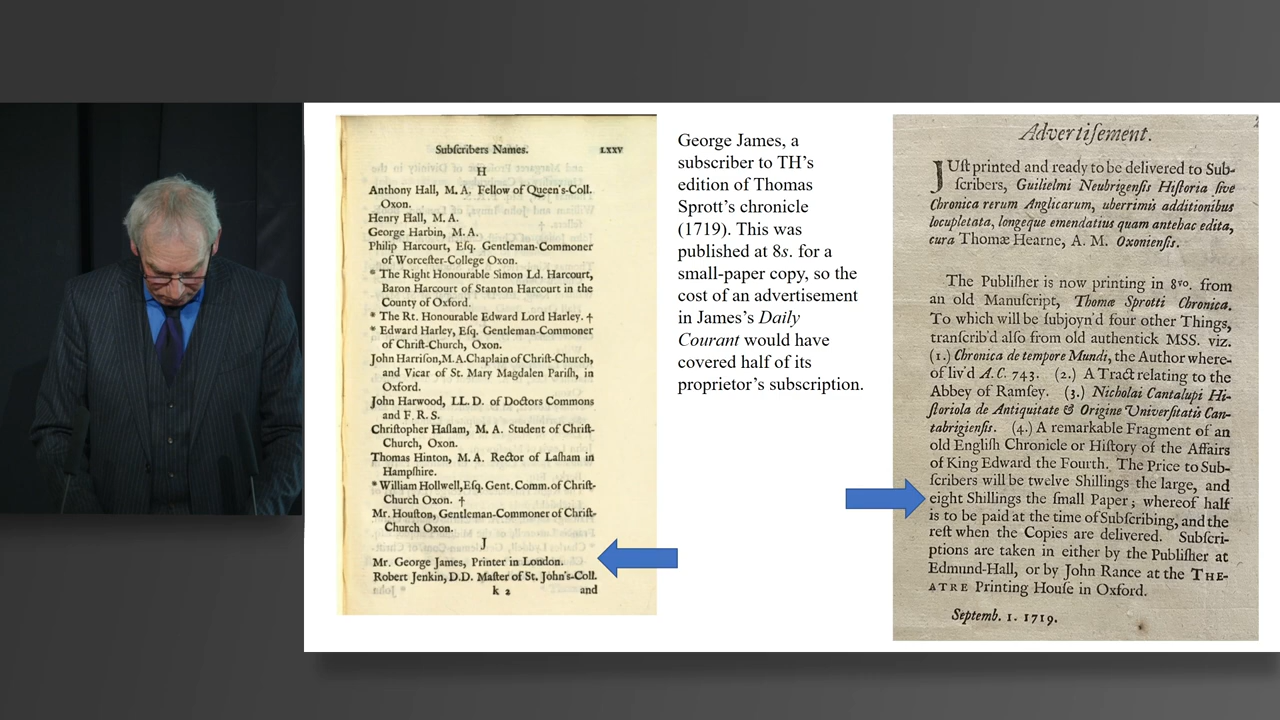 Subſcribers Names. LXXV
H
Anthony Hall, M. A. Fellow of Queen's-Coll.
Oxon.
Henry Hall, M. A.
George Harbin, M. A.
Philip Harcourt, Eſq. Gentleman-Commoner
of Worceſter-College Oxon.
* The Right Honourable Simon Ld. Harcourt,
Baron Harcourt of Stanton Harcourt in the
County of Oxford.
* The Rt. Honourable Edward Lord Harley. †
* Edward Harley, Eſq. Gentleman-Commoner
of Chriſt-Church, Oxon.
John Harriſon, M.A. Chaplain of Chriſt-Church,
and Vicar of St. Mary Magdalen Pariſh, in
Oxford.
John Harwood, LL. D. of Doctors Commons
and F. R. S.
Chriſtopher Haſlam, M. A. Student of Chriſt-
Church, Oxon.
Thomas Hinton, M. A. Rector of Laſham in
Hampſhire.
* William Hollwell, Eſq. Gent. Comm. of Chriſt-
Church Oxon. †
Mr. Houſton, Gentleman-Commoner of Chriſt-
Church Oxon.
J
Mr. George James, Printer in London.
Robert Jenkin, D.D. Maſter of St. John's-Coll.
k 2 and
George James, a
subscriber to TH’s
edition of Thomas
Sprott’s chronicle
(1719). This was
published at 8s. for a
small-paper copy, so the
cost of an advertisement
in James’s Daily
Courant would have
covered half of its
proprietor’s subscription.
Advertiſement.
JUſt printed and ready to be delivered to Sub-
ſcribers, Guilielmi Neubrigenſis Hiſtoria ſive
Chronica rerum Anglicarum, uberrimis additionibus
locupletata, longeque emendatius quam antehac edita,
cura Thomæ Hearne, A. M. Oxonienſis.
The Publiſher is now printing in 8vo. from
an old Manuſcript, Thomæ Sprotti Chronica.
To which will be ſubjoyn'd four other Things,
tranſcrib'd alſo from old authentick MSS. viz.
(1.) Chronica de tempore Mundi, the Author where-
of liv'd A. C. 743. (2.) A Tract relating to the
Abbey of Ramſey. (3.) Nicholai Cantalupi Hi-
ſtoriola de Antiquitate & Origine Univerſitatis Can-
tabrigienſis. (4.) A remarkable Fragment of an
old Engliſh Chronicle or Hiſtory of the Affairs
of King Edward the Fourth. The Price to Sub-
ſcribers will be twelve Shillings the large, and
eight Shillings the ſmall Paper; whereof half
is to be paid at the time of Subſcribing, and the
reſt when the Copies are delivered. Subſcri-
ptions are taken in either by the Publiſher at
Edmund-Hall, or by John Rance at the THE-
ATRE Printing Houſe in Oxford.
Septemb. 1. 1719.